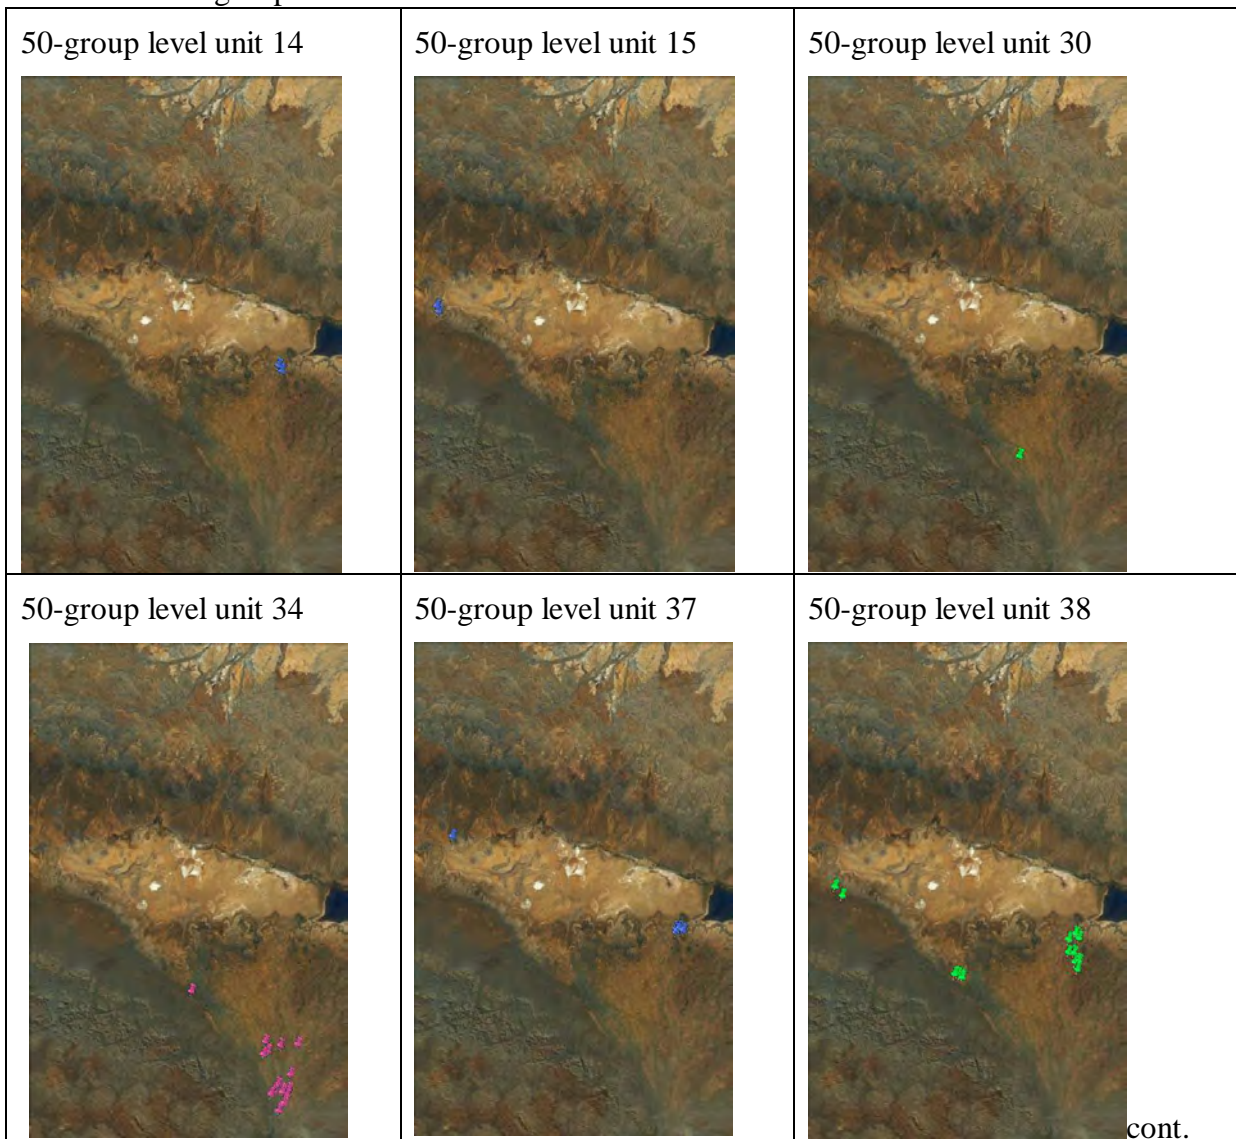 50-group level unit 14
50-group level unit 15
50-group level unit 30
50-group level unit 34
50-group level unit 37
50-group level unit 38
cont.